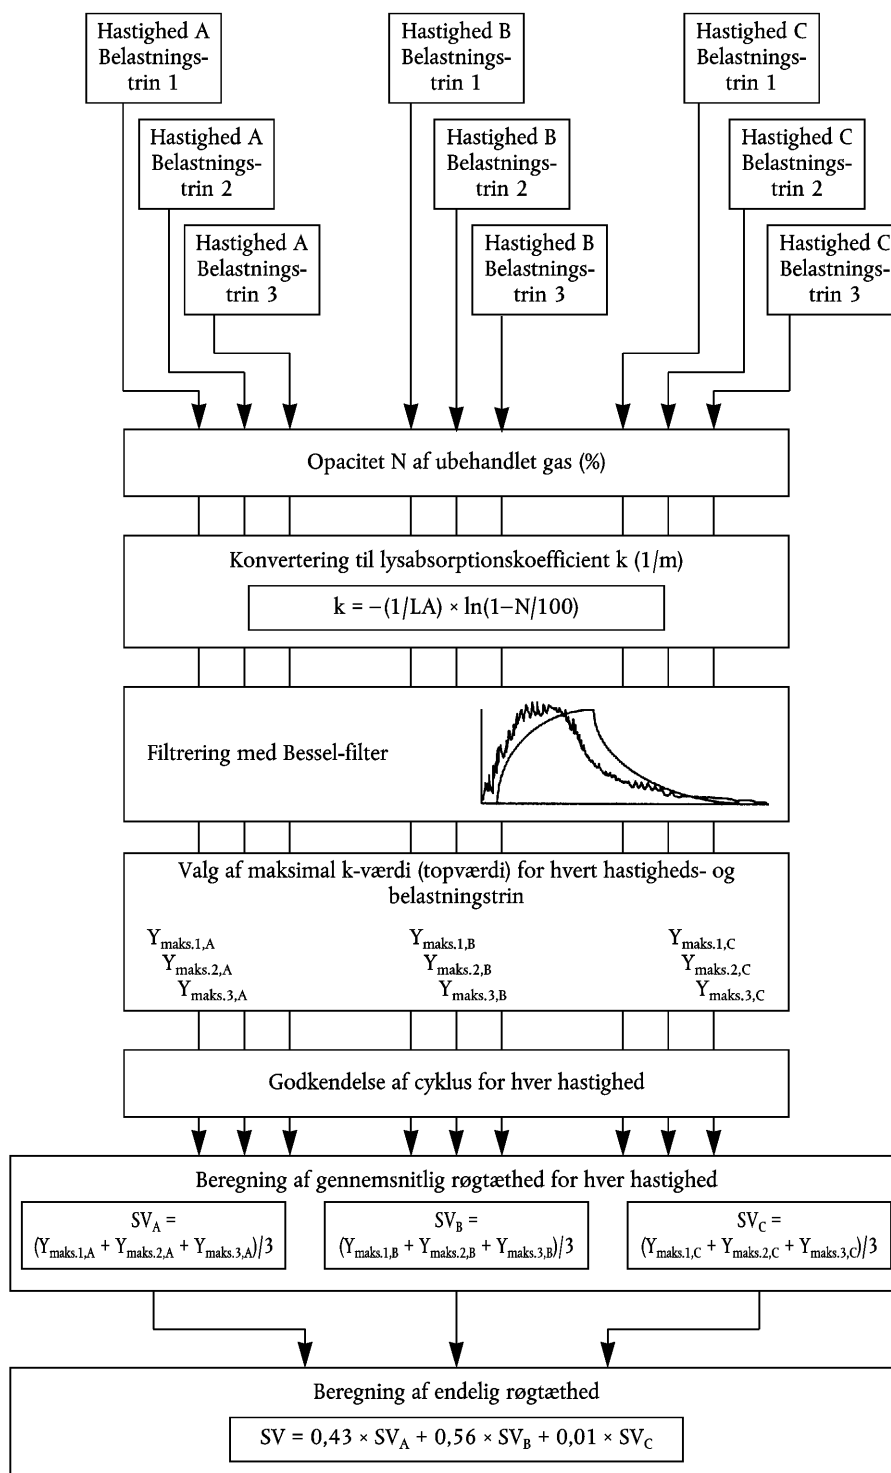 Hastighed A
Belastnings-
trin 1
Hastighed B
Belastnings-
trin 1
Hastighed C
Belastnings-
trin 1
Hastighed A
Belastnings-
trin 2
Hastighed B
Belastnings-
trin 2
Hastighed C
Belastnings-
trin 2
Hastighed A
Belastnings-
trin 3
Hastighed B
Belastnings-
trin 3
Hastighed C
Belastnings-
trin 3
Opacitet N af ubehandlet gas (%)
Konvertering til lysabsorptionskoefficient k (1/m)
k = −(1/LA) × ln(1−N/100)
Filtrering med Bessel-filter
Valg af maksimal k-værdi (topværdi) for hvert hastigheds- og
belastningstrin
Ymaks.1,A Ymaks.1,B Ymaks.1,C
Ymaks.2,A Ymaks.2,B Ymaks.2,C
Ymaks.3,A Ymaks.3,B Ymaks.3,C
Godkendelse af cyklus for hver hastighed
Beregning af gennemsnitlig røgtæthed for hver hastighed
SVA =
(Ymaks.1,A + Ymaks.2,A + Ymaks.3,A)/3
SVB =
(Ymaks.1,B + Ymaks.2,B + Ymaks.3,B)/3
SVC =
(Ymaks.1,C + Ymaks.2,C + Ymaks.3,C)/3
Beregning af endelig røgtæthed
SV = 0,43 × SVA + 0,56 × SVB + 0,01 × SVC